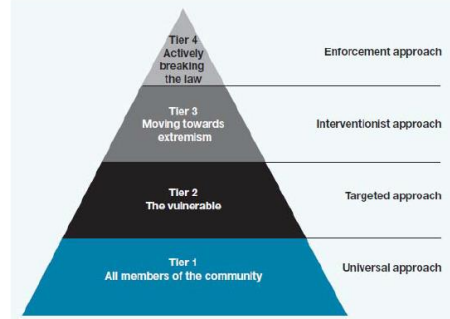 Tier 4
Actively
breaking
the law
Enforcement approach
Tier 3
Moving towards
extremism
Interventionist approach
Tier 2
The vulnerable
Targeted approach
Tier 1
All members of the community
Universal approach